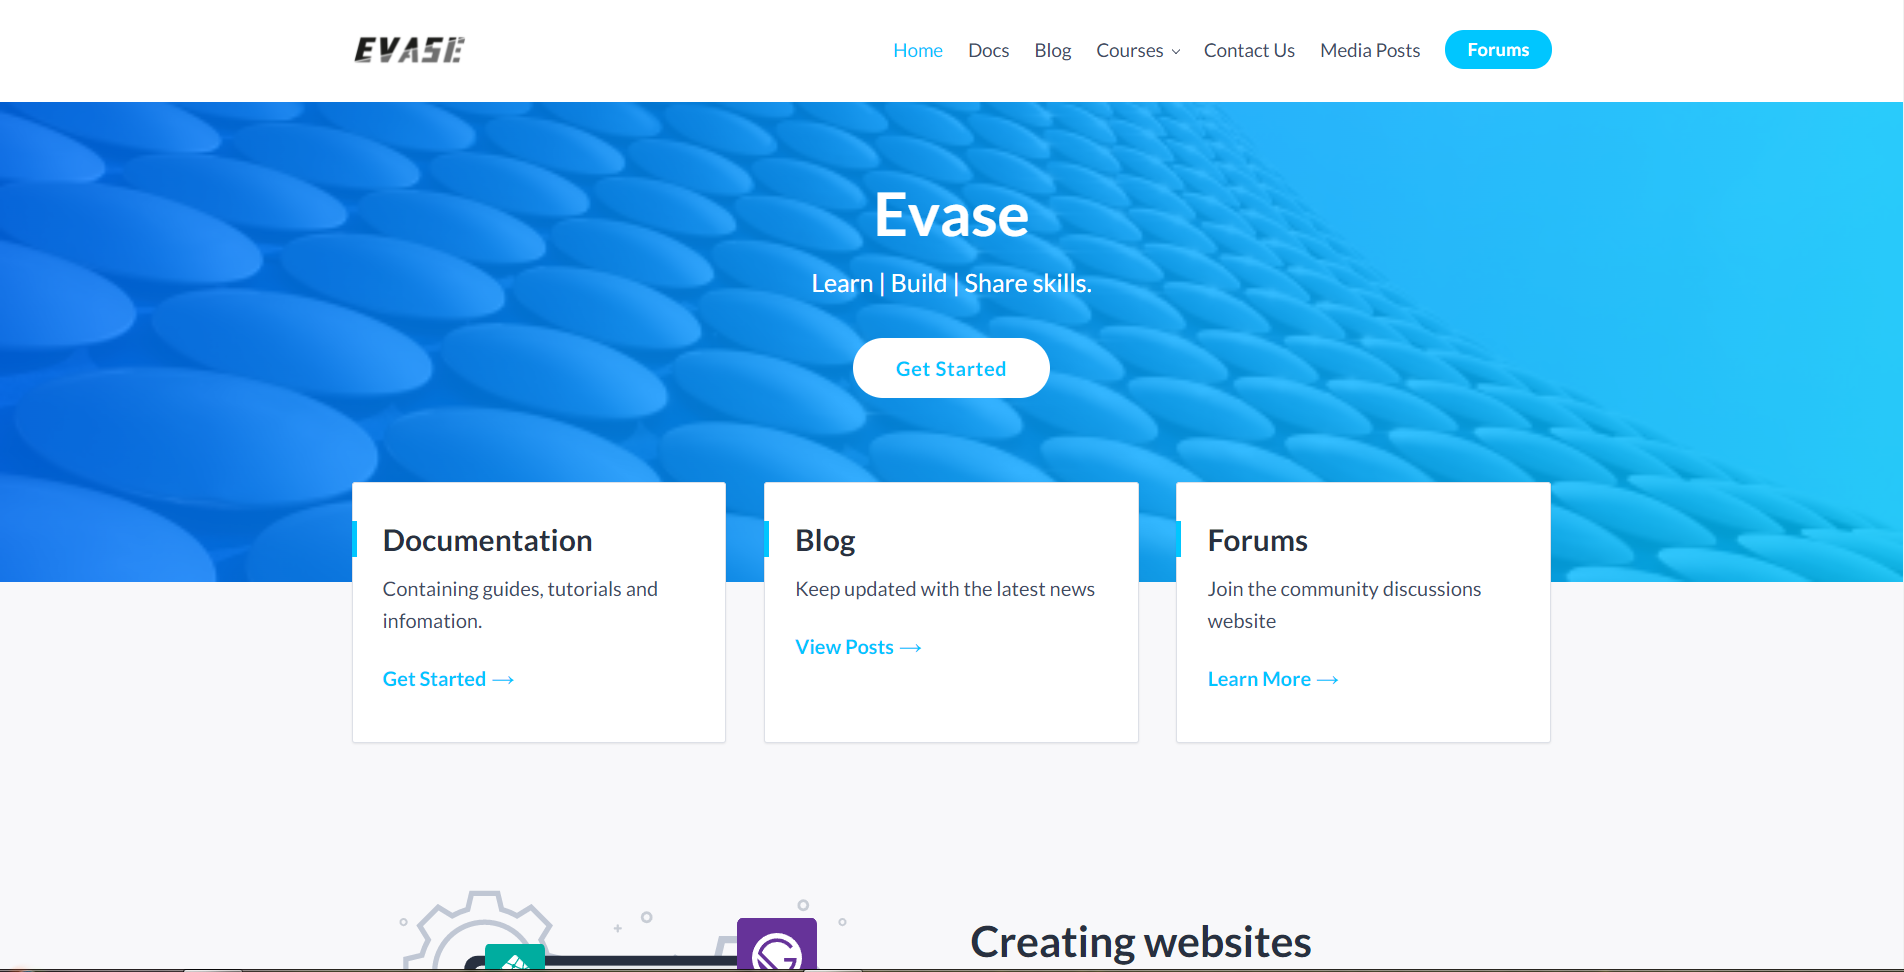 EVASE
Home Docs Blog Courses Contact Us Media Posts Forums
Evase
Learn | Build | Share skills.
Get Started
Documentation
Containing guides, tutorials and
infomation.
Get Started →
Blog
Keep updated with the latest news
View Posts →
Forums
Join the community discussions
website
Learn More →
Creating websites